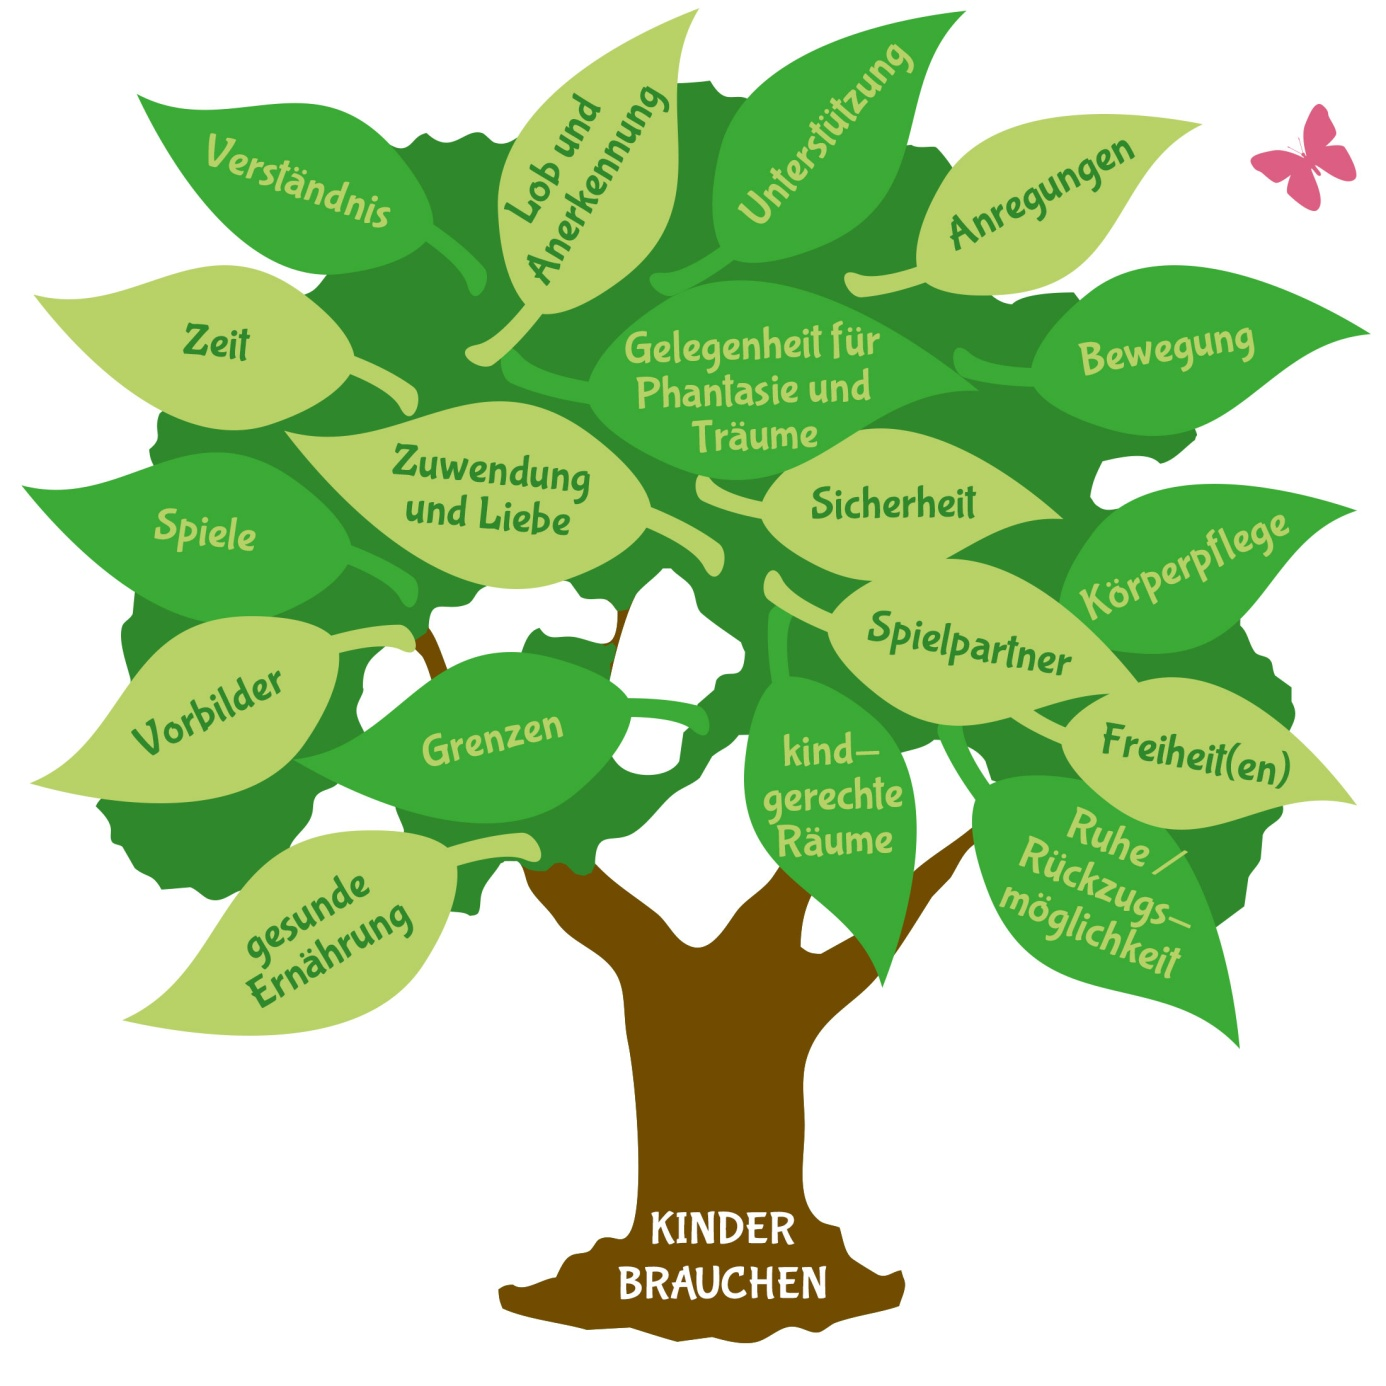 Verständnis
Lob und
Anerkennung
Unterstützung
Anregungen
Zeit
Gelegenheit für
Phantasie und
Träume
Bewegung
Zuwendung
und Liebe
Spiele
Sicherheit
Körperpflege
Spielpartner
Vorbilder
Grenzen
kind–
gerechte
Räume
Freiheit(en)
Ruhe /
Rückzugs–
möglichkeit
gesunde
Ernährung
KINDER
BRAUCHEN